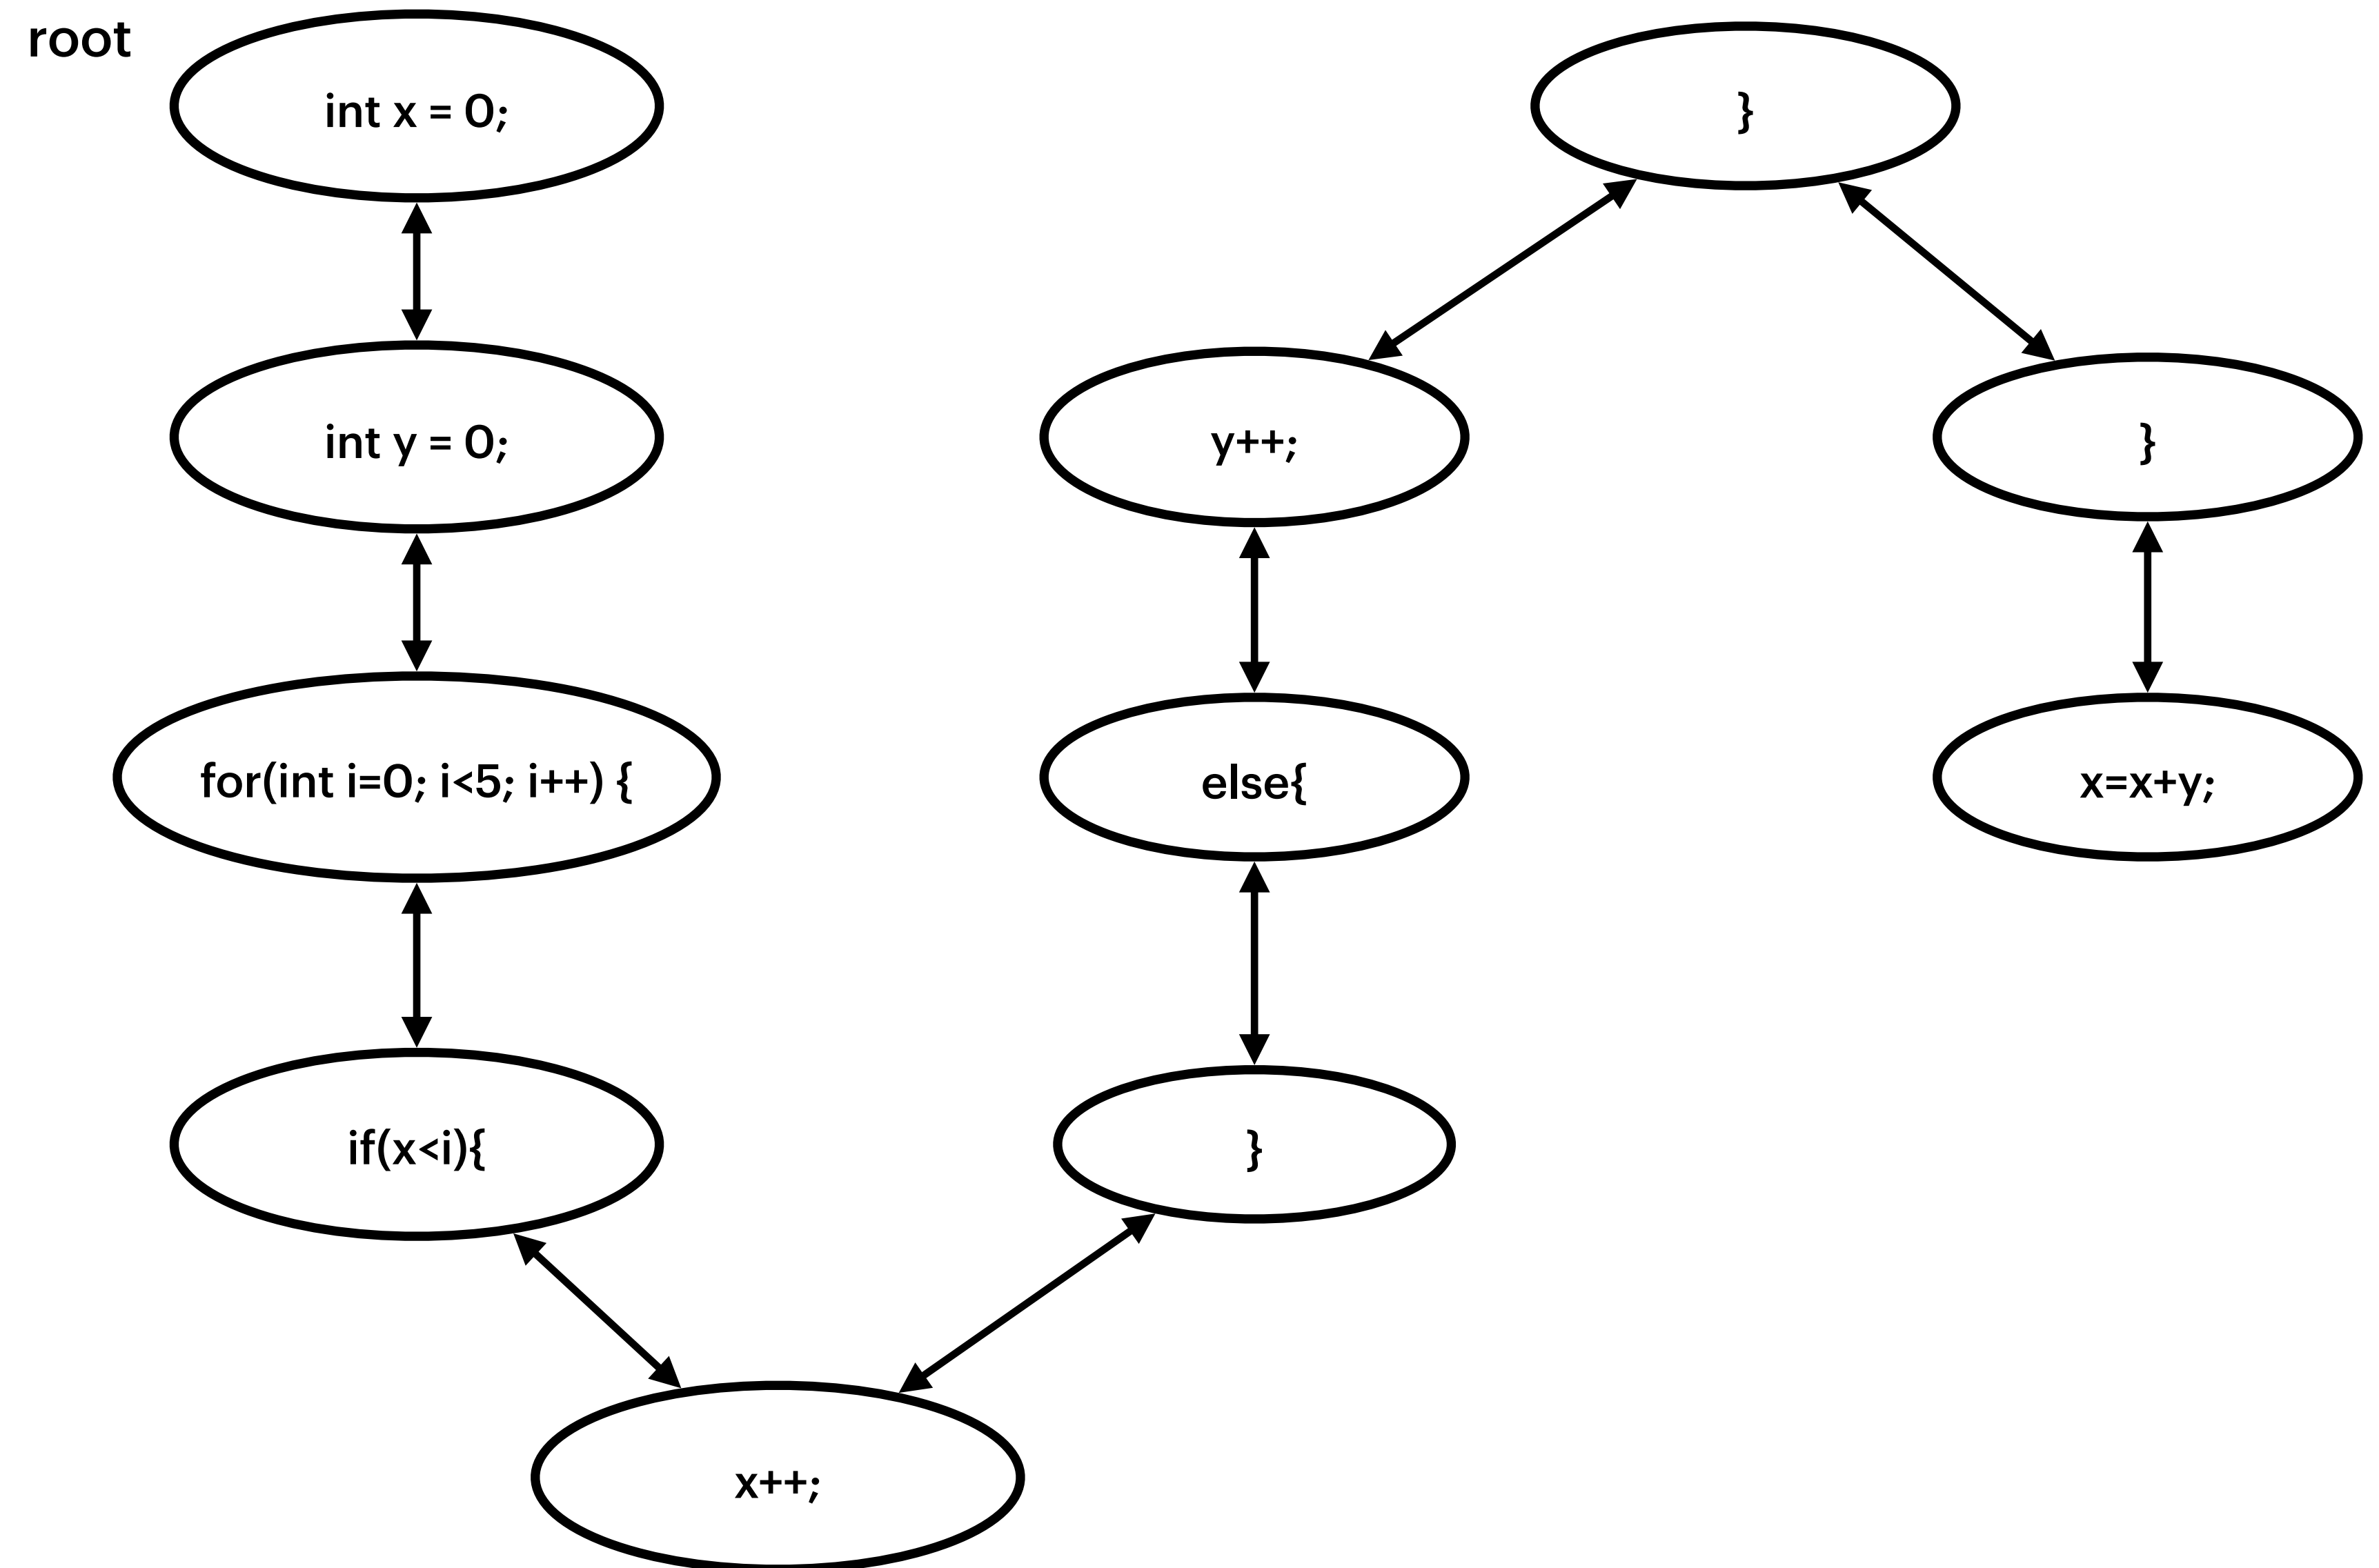 root
int x = 0;
int y = 0;
for(int i=0; i<5; i++) {
if(x<i){
x++;
}
else{
y++;
}
}
x=x+y;